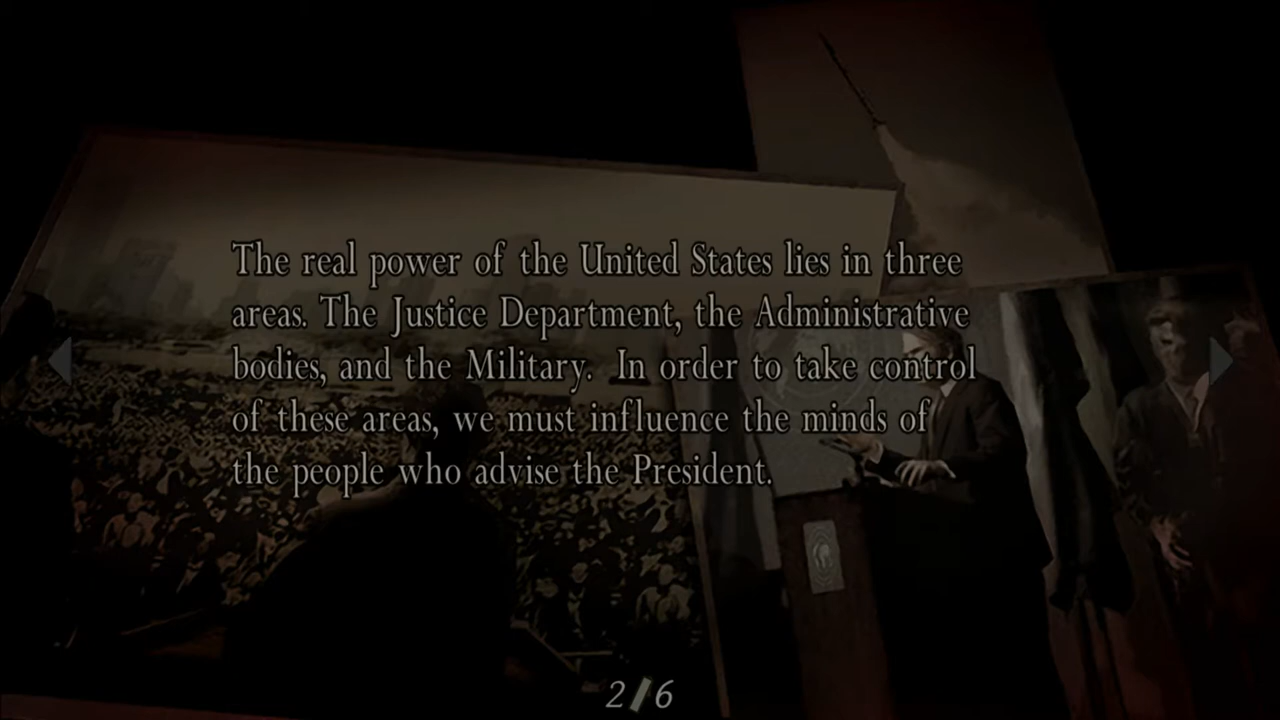 The real power of the United States lies in three
areas. The Justice Department, the Administrative
bodies, and the Military.  In order to take control
of these areas, we must influence the minds of
the people who advise the President.
2/6